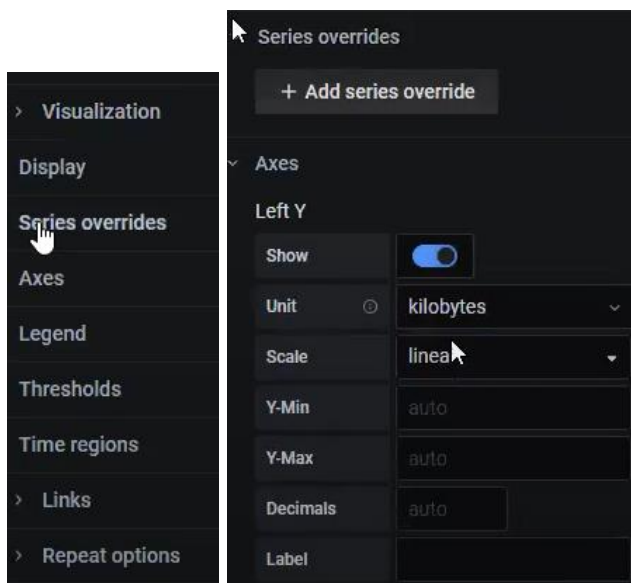 Visualization
Display
Series overrides
Axes
Legend
Thresholds
Time regions
Links
Repeat options
Series overrides
+ Add series override
Axes
Left Y
Show
Unit kilobytes
Scale linear
Y-Min auto
Y-Max auto
Decimals auto
Label